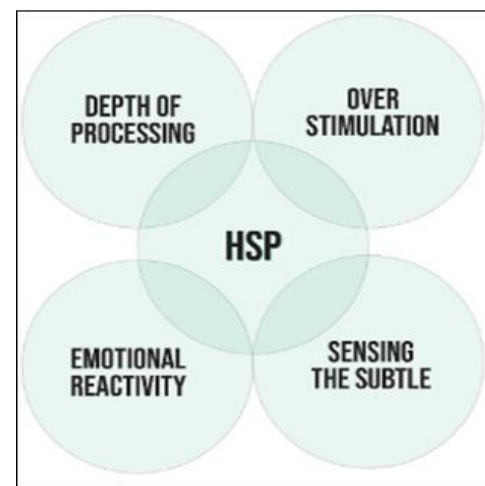 DEPTH OF
PROCESSING
OVER
STIMULATION
HSP
EMOTIONAL
REACTIVITY
SENSING
THE SUBTLE